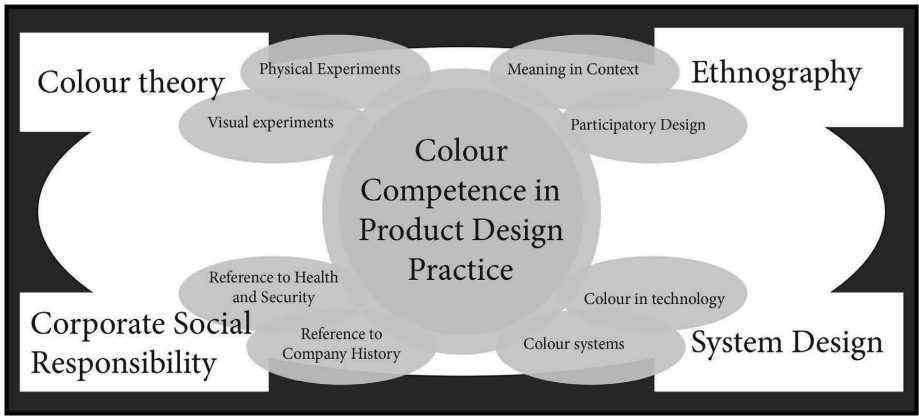 Colour theory
Physical Experiments
Visual experiments
Meaning in Context
Participatory Design
Ethnography
Colour
Competence in
Product Design
Practice
Reference to Health
and Security
Reference to
Company History
Corporate Social
Responsibility
Colour in technology
Colour systems
System Design